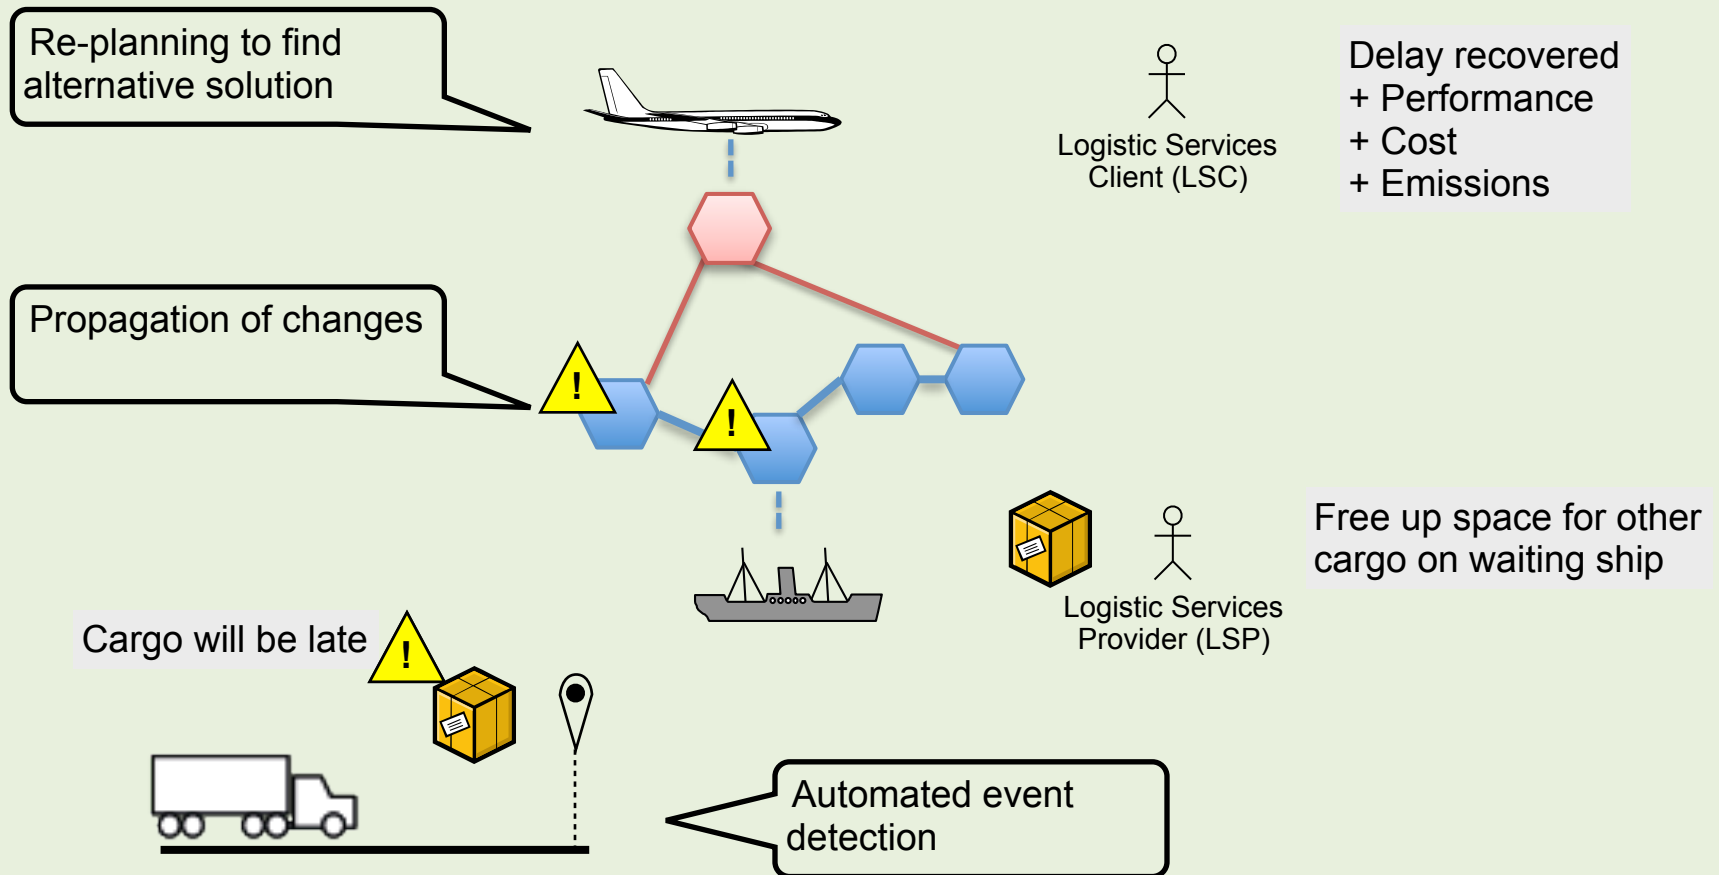 Re-planning to find
alternative solution
Logistic Services
Client (LSC)
Delay recovered
+ Performance
+ Cost
+ Emissions
Propagation of changes
!
!
Logistic Services
Provider (LSP)
Free up space for other
cargo on waiting ship
Cargo will be late
!
Automated event
detection